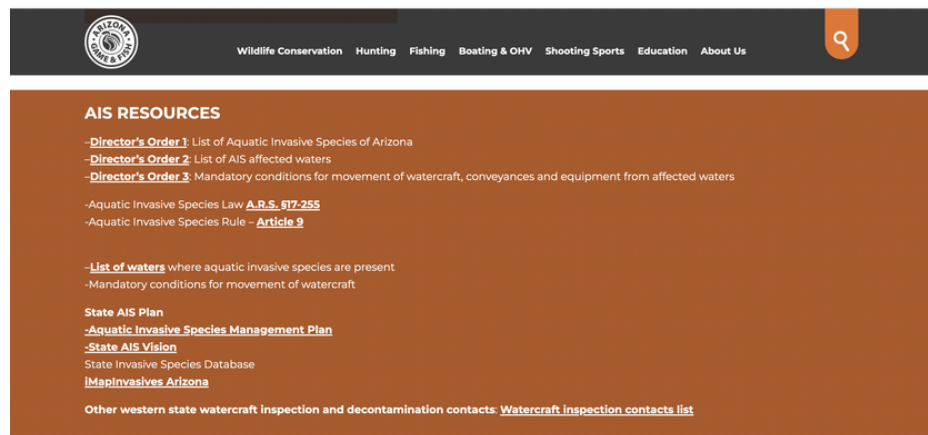 ARIZONA
GAME & FISH
Wildlife Conservation Hunting Fishing Boating & OHV Shooting Sports Education About Us
AIS RESOURCES
–Director's Order 1: List of Aquatic Invasive Species of Arizona
–Director's Order 2: List of AIS affected waters
–Director's Order 3: Mandatory conditions for movement of watercraft, conveyances and equipment from affected waters
-Aquatic Invasive Species Law A.R.S. §17-255
-Aquatic Invasive Species Rule – Article 9
–List of waters where aquatic invasive species are present
-Mandatory conditions for movement of watercraft
State AIS Plan
-Aquatic Invasive Species Management Plan
-State AIS Vision
State Invasive Species Database
iMapInvasives Arizona
Other western state watercraft inspection and decontamination contacts: Watercraft inspection contacts list